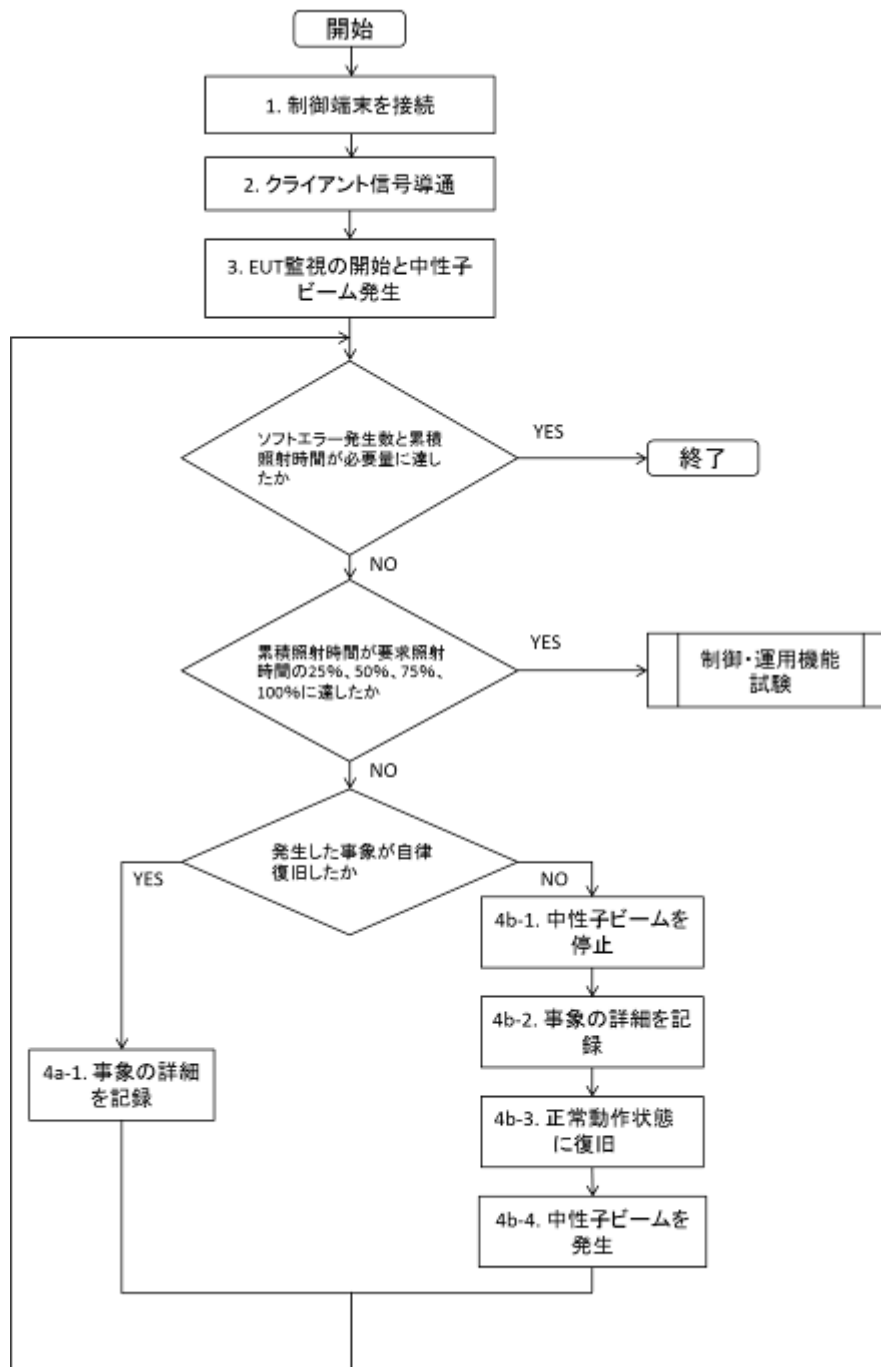 開始
1. 制御端末を接続
2. クライアント信号導通
3. EUT監視の開始と中性子
ビーム発生
ソフトエラー発生数と累積
照射時間が必要量に達し
たか
YES
終了
NO
累積照射時間が要求照射
時間の25%、50%、75%、
100%に達したか
YES
制御・運用機能
試験
NO
発生した事象が自律
復旧したか
YES
NO
4b-1. 中性子ビームを
停止
4b-2. 事象の詳細を記
録
4a-1. 事象の詳細
を記録
4b-3. 正常動作状態
に復旧
4b-4. 中性子ビームを
発生